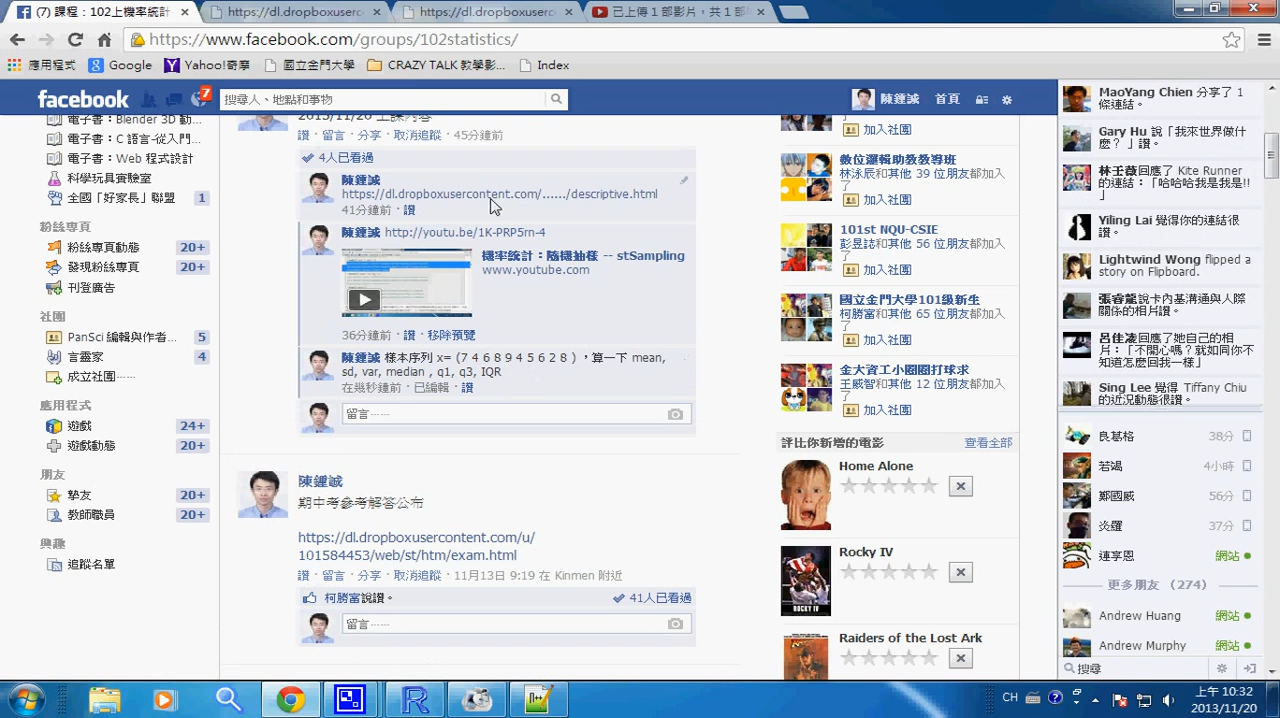 (7) 課程：102上機率統計
https://dl.dropboxuserco
https://dl.dropboxuserco
已上傳 1 部影片，共 1 部
https://www.facebook.com/groups/102statistics/
應用程式
Google
Yahoo!奇摩
國立金門大學
CRAZY TALK 教學影...
Index
facebook
7
搜尋人、地點和事物
陳鍾誠
首頁
電子書：Blender 3D 動...
電子書：C 語言-從入門...
電子書：Web 程式設計
科學玩具實驗室
全國「好家長」聯盟 1
粉絲專頁
粉絲專頁動態 20+
發現粉絲專頁 20+
刊登廣告
社團
PanSci 編輯與作者... 5
言靈家 4
成立社團……
應用程式
遊戲 24+
遊戲動態 20+
朋友
摯友 20+
教師職員 20+
興趣
追蹤名單
2013/11/20 上課內容
讚 · 留言 · 分享 · 取消追蹤 · 45分鐘前
4人已看過
陳鍾誠
https://dl.dropboxusercontent.com/....../descriptive.html
41分鐘前 · 讚
陳鍾誠 http://youtu.be/1K-PRP5rn-4
機率統計：隨機抽樣 -- stSampling
www.youtube.com
36分鐘前 · 讚 · 移除預覽
陳鍾誠 樣本序列 x= (7 4 6 8 9 4 5 6 2 8 ) ，算一下 mean,
sd, var, median , q1, q3, IQR
在幾秒鐘前 · 已編輯 · 讚
留言……
陳鍾誠
期中考參考解答公布
https://dl.dropboxusercontent.com/u/
101584453/web/st/htm/exam.html
讚 · 留言 · 分享 · 取消追蹤 · 11月13日 9:19 在 Kinmen 附近
柯勝富說讚。
41人已看過
留言……
加入社團
數位邏輯助教教導班
林泳辰和其他 39 位朋友都加入
了
加入社團
101st NQU-CSIE
彭昱誌和其他 56 位朋友都加入
了
加入社團
國立金門大學101級新生
柯勝富和其他 65 位朋友都加入
了
加入社團
金大資工小圈圈打球求
王威智和其他 12 位朋友都加入
了
加入社團
評比你新增的電影 查看全部
Home Alone
Rocky IV
ROCKY IV
Raiders of the Lost Ark
MaoYang Chien 分享了 1
條連結。
Gary Hu 說「我來世界做什
麼？ 」讚。
林壬薇回應了 Kite Runner
的連結：「哈哈哈我是我是!!
」
Yiling Lai 覺得你的連結很
讚。
Lightwind Wong flipped a
story on Flipboard.
關係的相片讚。
呂仕凌回應了她自己的相
片：「不開心嗎？就如同你不
知道怎麼回我一樣」
Sing Lee 覺得 Tiffany Chiu
的近況動態很讚。
良葛格 38分
若竭 4小時
鄭國威 56分
炎龘 37分
連享恩 網站
更多朋友 (274)
Andrew Huang 網站
Andrew Murphy 網站
搜尋
CH
上午 10:32
2013/11/20